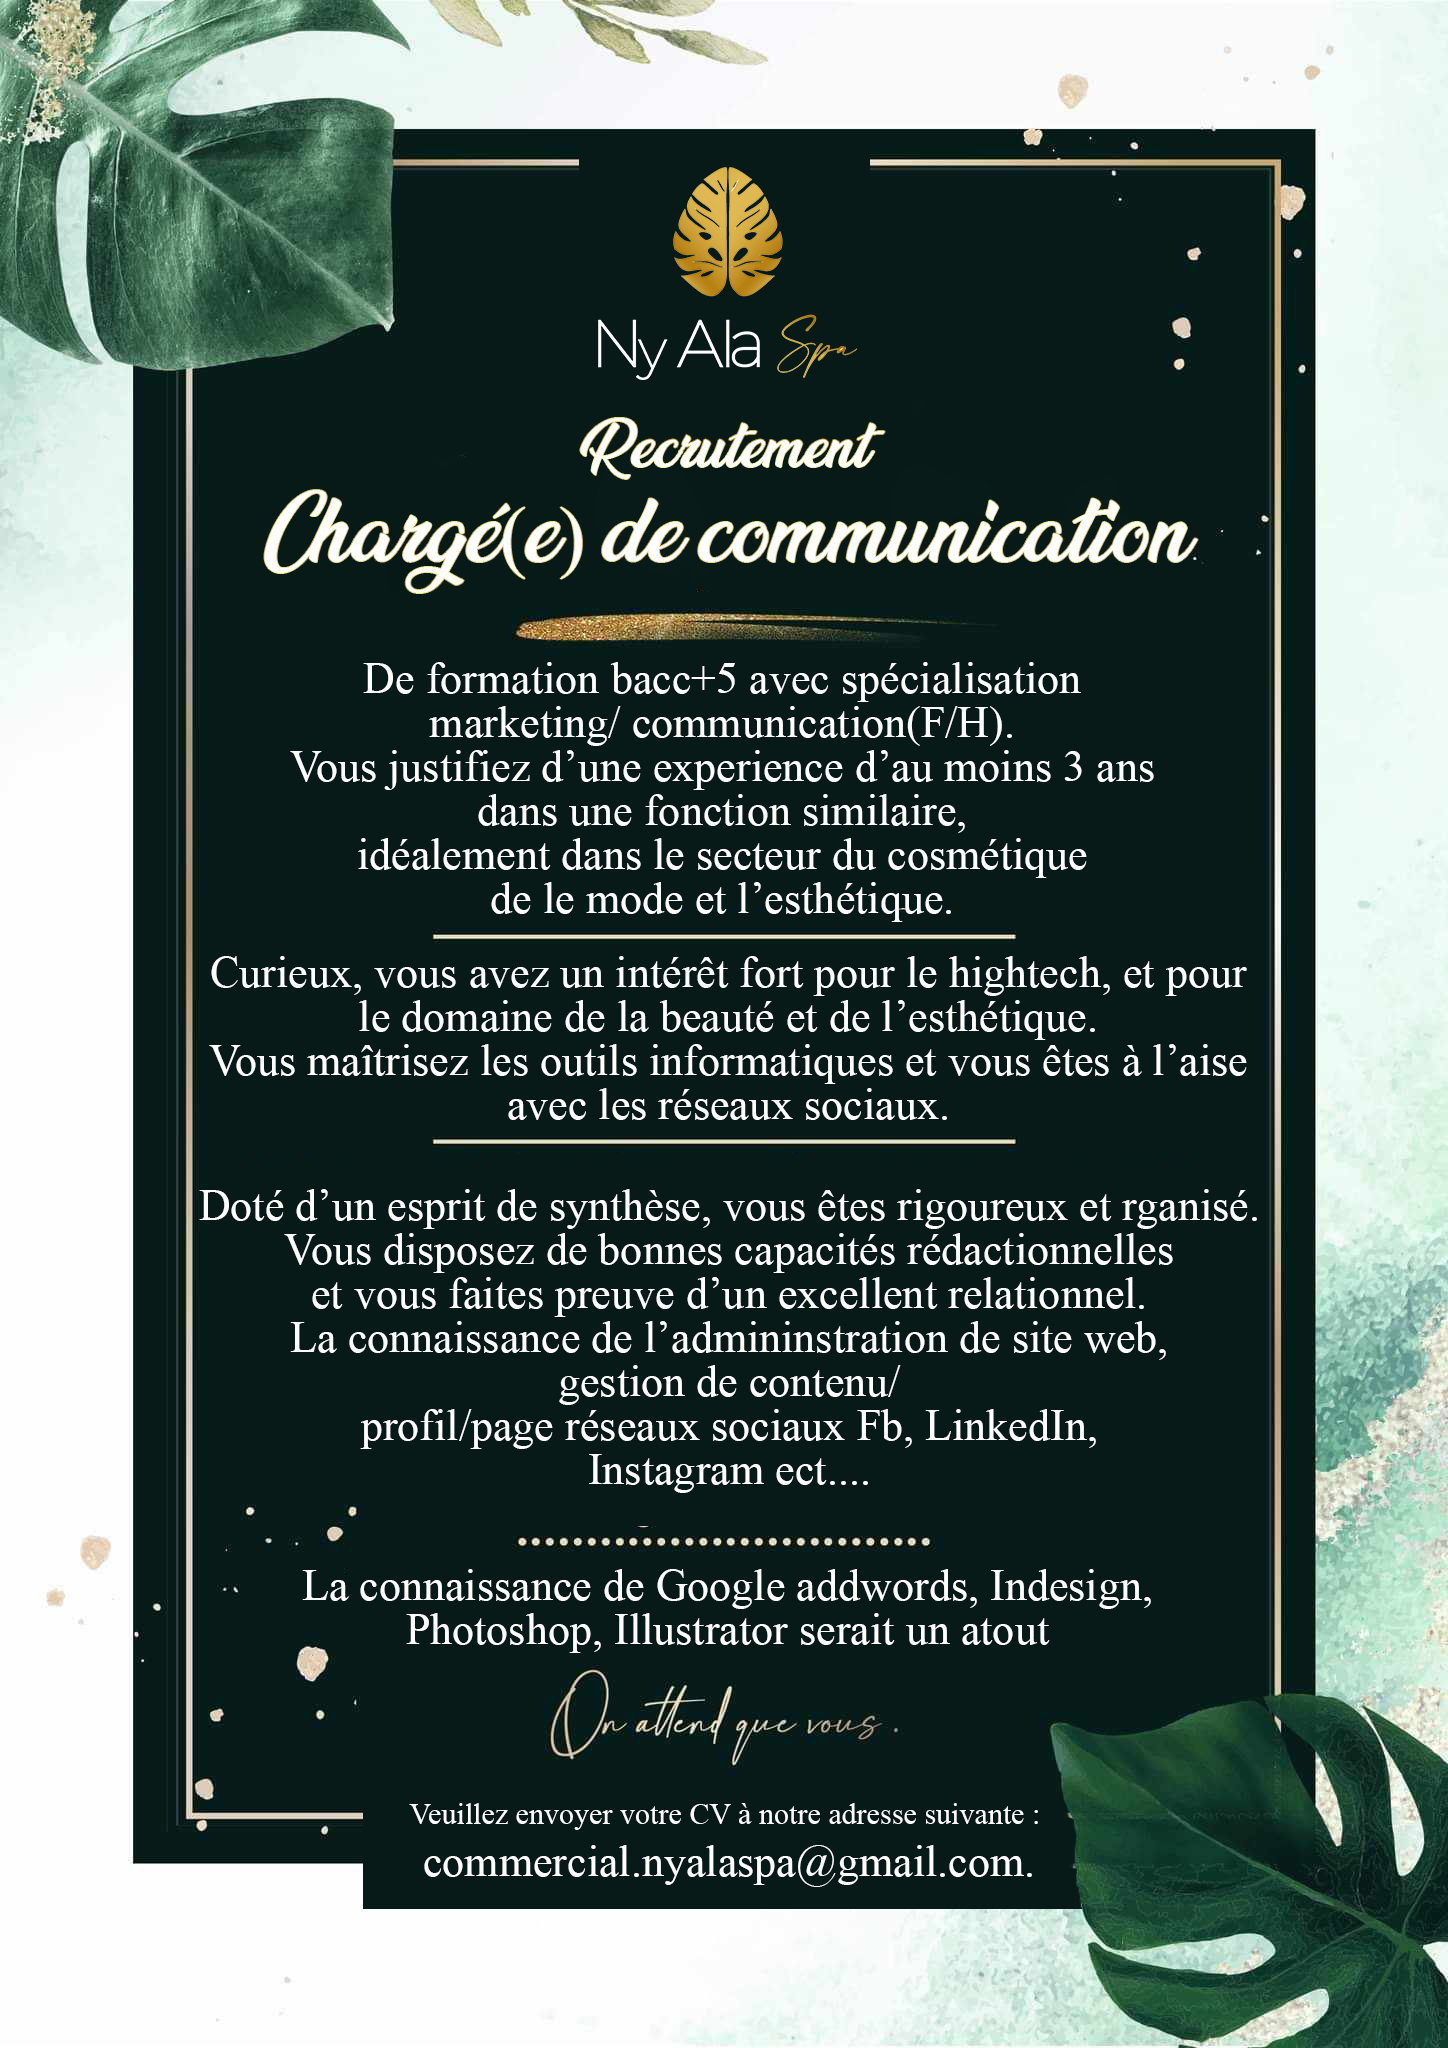 Ny Ala Spa
Recrutement
Chargé(e) de communication
De formation bacc+5 avec spécialisation
marketing/ communication(F/H).
Vous justifiez d’une experience d’au moins 3 ans
dans une fonction similaire,
idéalement dans le secteur du cosmétique
de le mode et l’esthétique.
Curieux, vous avez un intérêt fort pour le hightech, et pour
le domaine de la beauté et de l’esthétique.
Vous maîtrisez les outils informatiques et vous êtes à l’aise
avec les réseaux sociaux.
Doté d’un esprit de synthèse, vous êtes rigoureux et rganisé.
Vous disposez de bonnes capacités rédactionnelles
et vous faites preuve d’un excellent relationnel.
La connaissance de l’admininstration de site web,
gestion de contenu/
profil/page réseaux sociaux Fb, LinkedIn,
Instagram ect....
La connaissance de Google addwords, Indesign,
Photoshop, Illustrator serait un atout
On attend que vous .
Veuillez envoyer votre CV à notre adresse suivante :
commercial.nyalaspa@gmail.com.